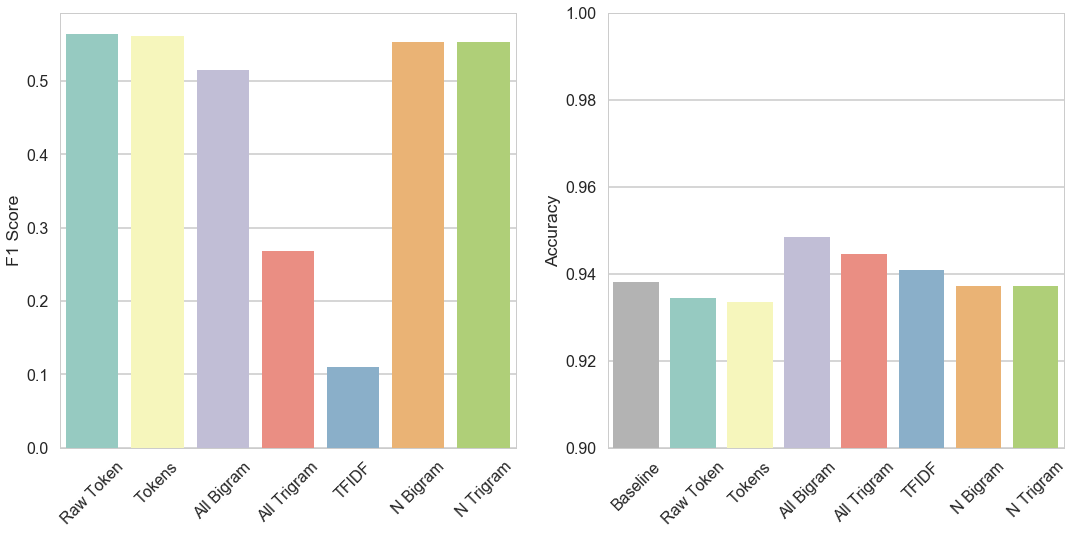 F1 Score
0.5
0.4
0.3
0.2
0.1
0.0
Raw Token
Tokens
All Bigram
All Trigram
TFIDF
N Bigram
N Trigram
Accuracy
1.00
0.98
0.96
0.94
0.92
0.90
Baseline
Raw Token
Tokens
All Bigram
All Trigram
TFIDF
N Bigram
N Trigram